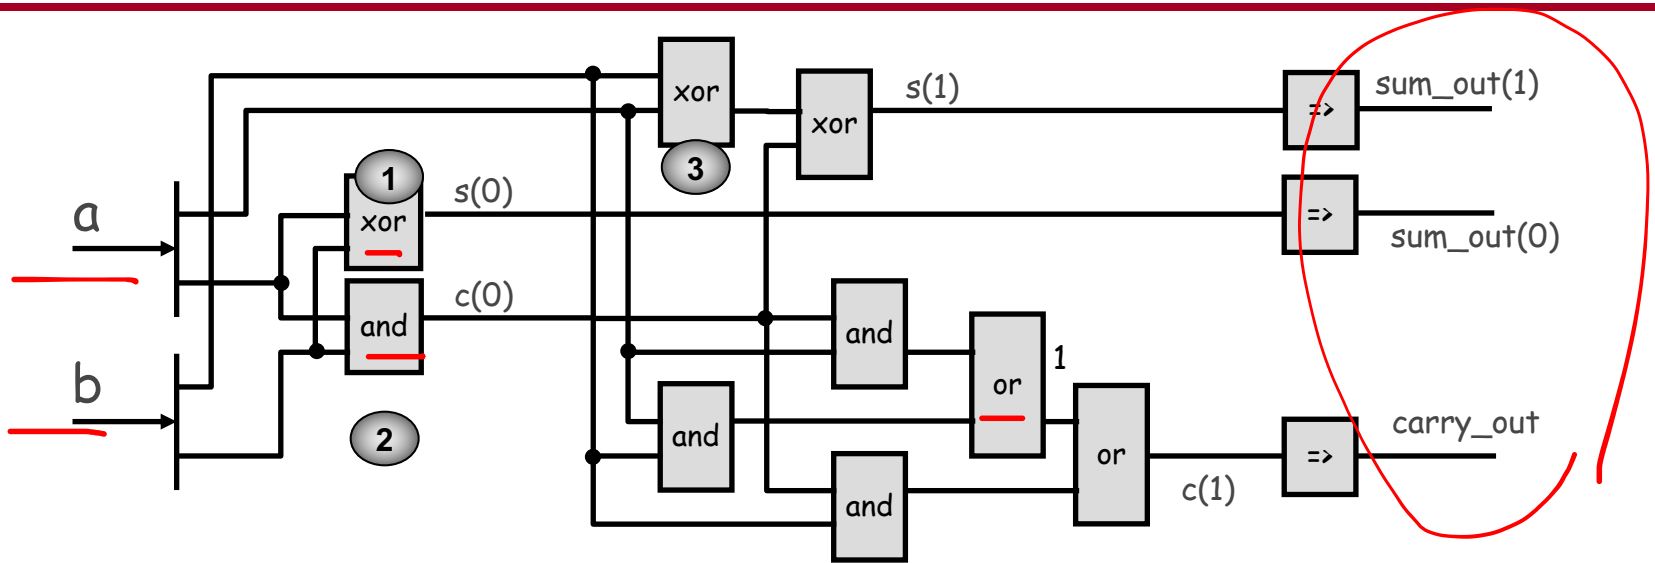 xor
s(1)
sum_out(1)
xor
=>
1
3
a
s(0)
xor
=>
sum_out(0)
c(0)
and
and
1
b
or
2
and
carry_out
or
=>
c(1)
and